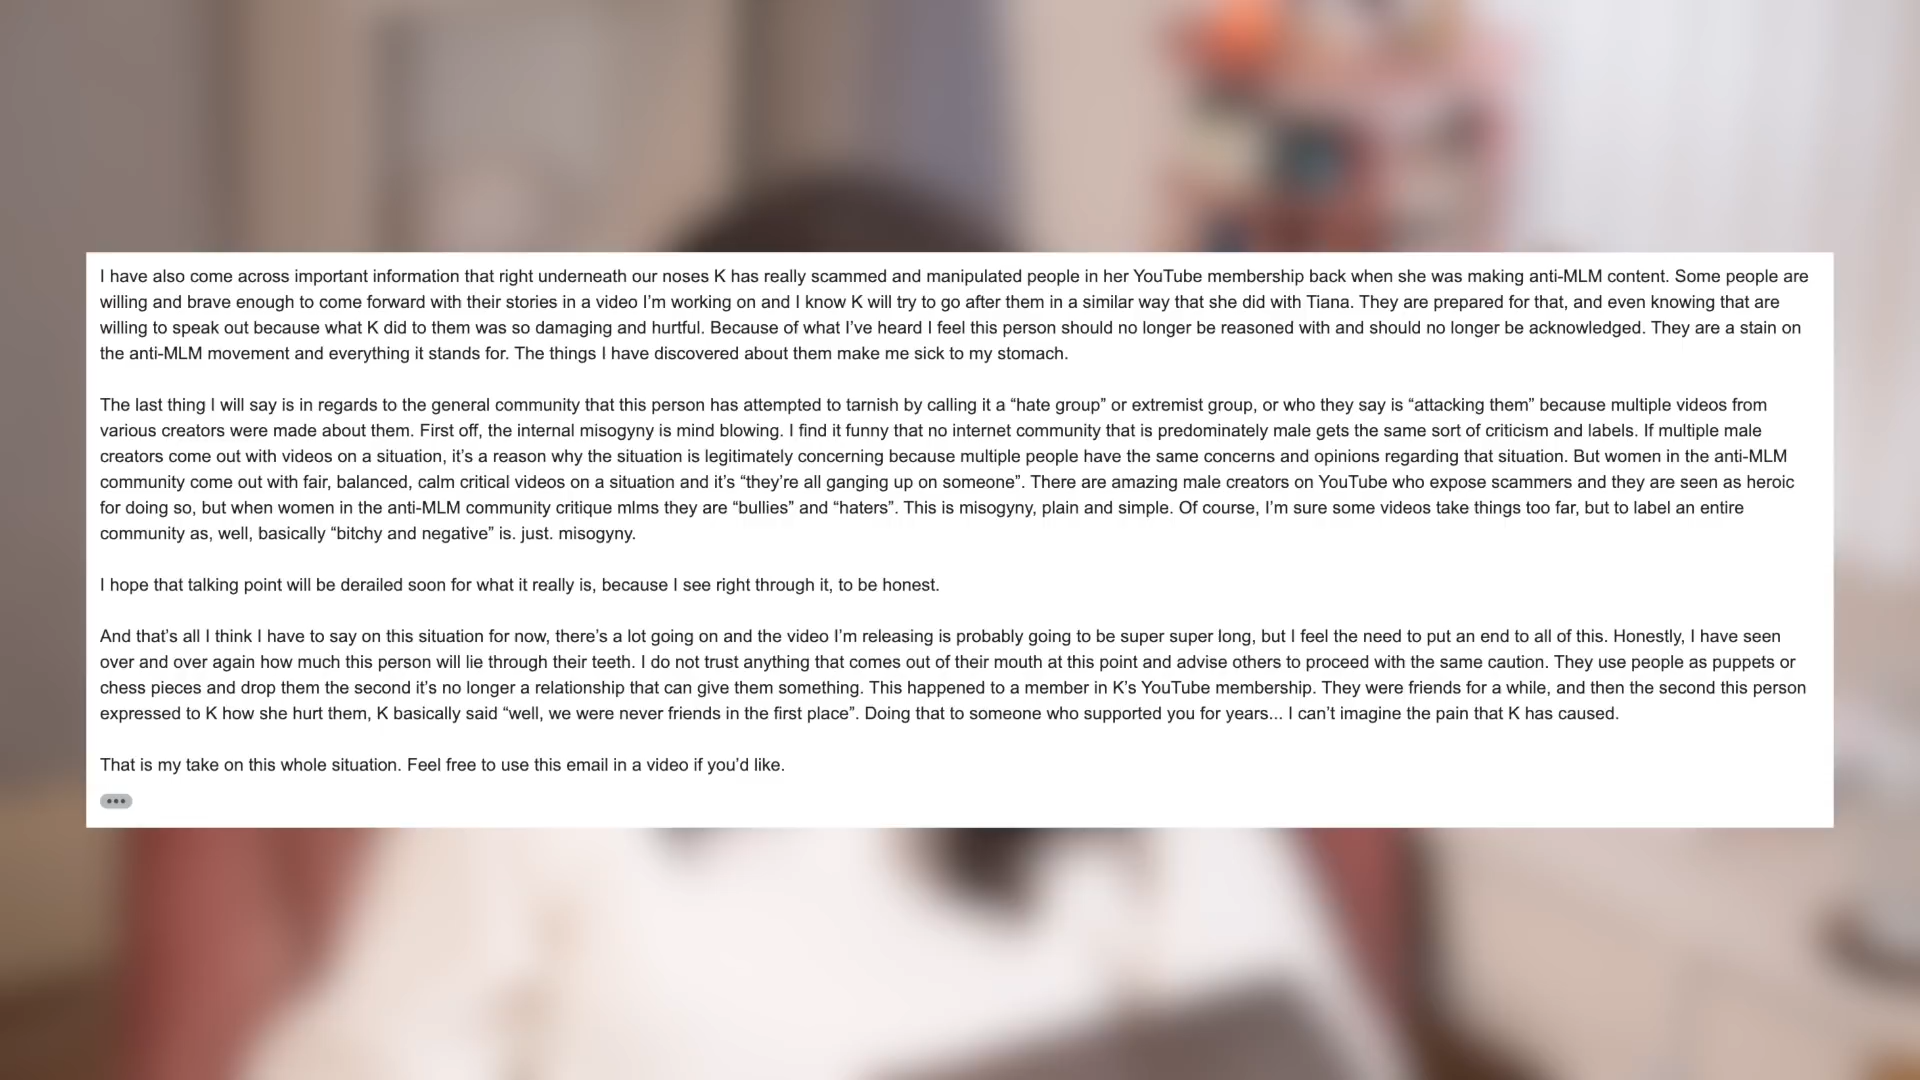 I have also come across important information that right underneath our noses K has really scammed and manipulated people in her YouTube membership back when she was making anti-MLM content. Some people are
willing and brave enough to come forward with their stories in a video I’m working on and I know K will try to go after them in a similar way that she did with Tiana. They are prepared for that, and even knowing that are
willing to speak out because what K did to them was so damaging and hurtful. Because of what I’ve heard I feel this person should no longer be reasoned with and should no longer be acknowledged. They are a stain on
the anti-MLM movement and everything it stands for. The things I have discovered about them make me sick to my stomach.
The last thing I will say is in regards to the general community that this person has attempted to tarnish by calling it a “hate group” or extremist group, or who they say is “attacking them” because multiple videos from
various creators were made about them. First off, the internal misogyny is mind blowing. I find it funny that no internet community that is predominately male gets the same sort of criticism and labels. If multiple male
creators come out with videos on a situation, it’s a reason why the situation is legitimately concerning because multiple people have the same concerns and opinions regarding that situation. But women in the anti-MLM
community come out with fair, balanced, calm critical videos on a situation and it’s “they’re all ganging up on someone”. There are amazing male creators on YouTube who expose scammers and they are seen as heroic
for doing so, but when women in the anti-MLM community critique mlms they are “bullies” and “haters”. This is misogyny, plain and simple. Of course, I’m sure some videos take things too far, but to label an entire
community as, well, basically “bitchy and negative” is. just. misogyny.
I hope that talking point will be derailed soon for what it really is, because I see right through it, to be honest.
And that’s all I think I have to say on this situation for now, there’s a lot going on and the video I’m releasing is probably going to be super super long, but I feel the need to put an end to all of this. Honestly, I have seen
over and over again how much this person will lie through their teeth. I do not trust anything that comes out of their mouth at this point and advise others to proceed with the same caution. They use people as puppets or
chess pieces and drop them the second it’s no longer a relationship that can give them something. This happened to a member in K’s YouTube membership. They were friends for a while, and then the second this person
expressed to K how she hurt them, K basically said “well, we were never friends in the first place”. Doing that to someone who supported you for years... I can’t imagine the pain that K has caused.
That is my take on this whole situation. Feel free to use this email in a video if you’d like.